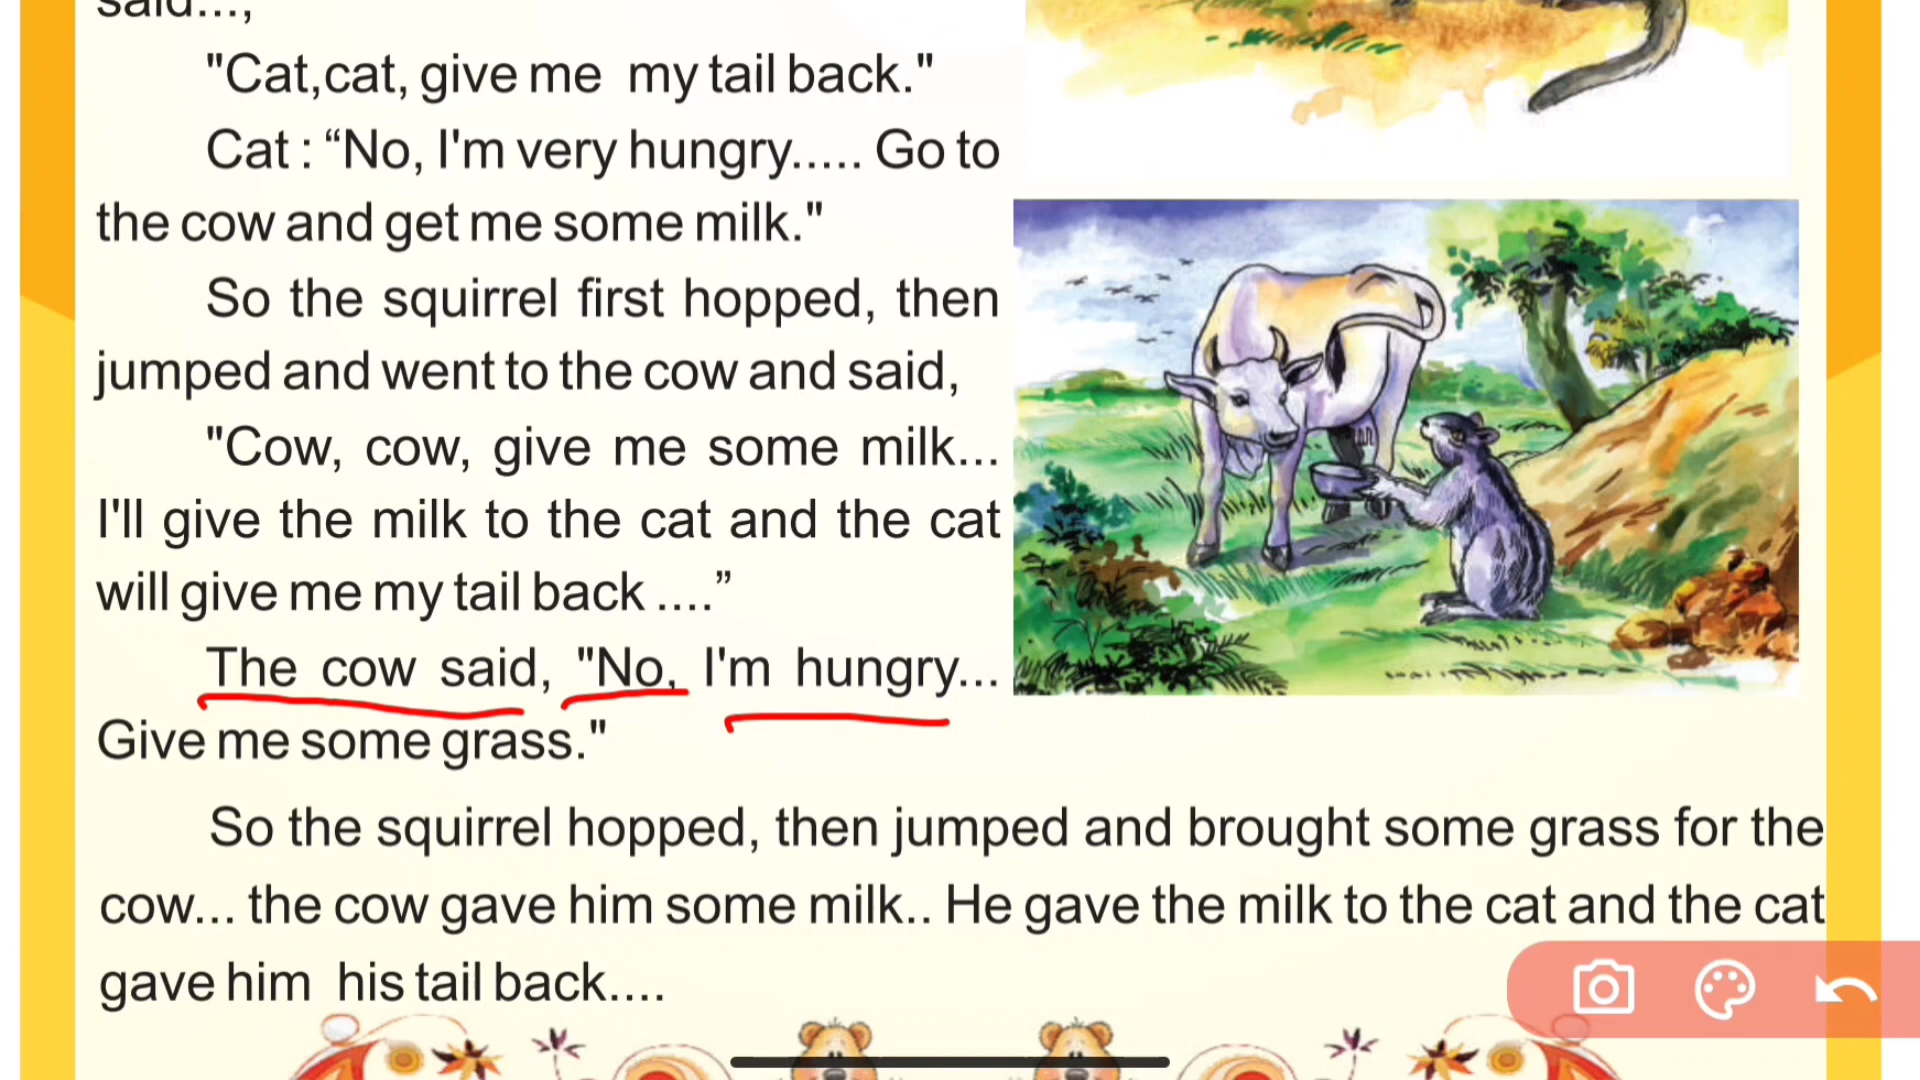 said...,
"Cat,cat, give me my tail back."
Cat : “No, I'm very hungry..... Go to
the cow and get me some milk."
So the squirrel first hopped, then
jumped and went to the cow and said,
"Cow, cow, give me some milk...
I'll give the milk to the cat and the cat
will give me my tail back ....”
The cow said, "No, I'm hungry...
Give me some grass."
So the squirrel hopped, then jumped and brought some grass for the
cow... the cow gave him some milk.. He gave the milk to the cat and the cat
gave him his tail back....